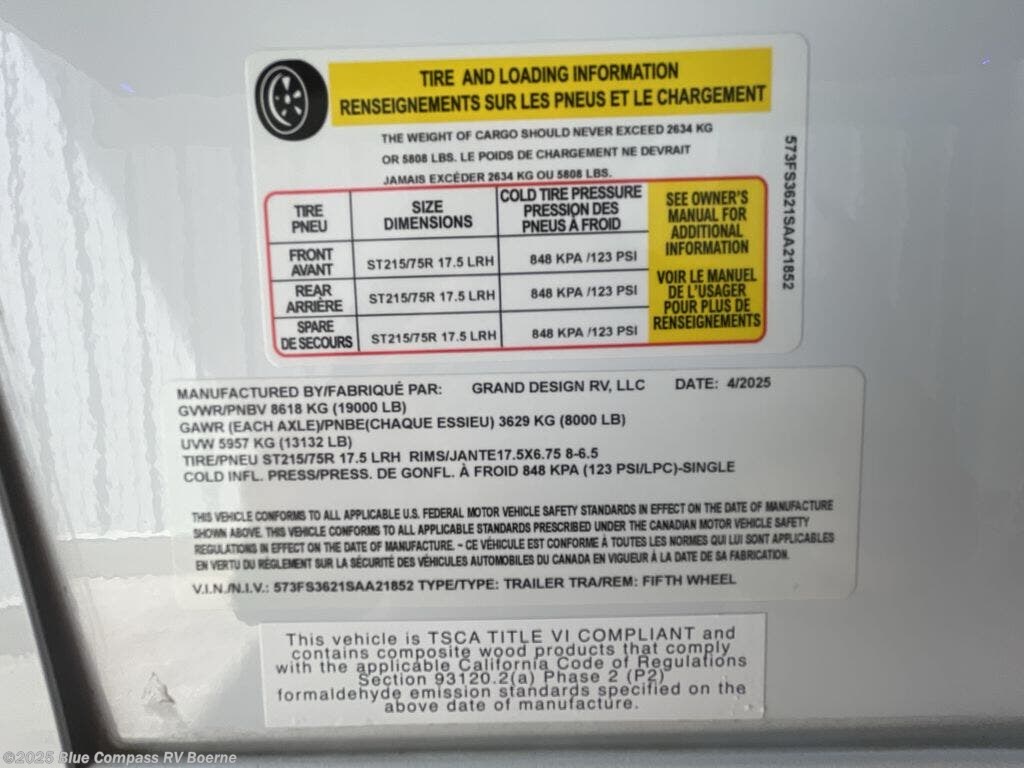 TIRE AND LOADING INFORMATION
RENSEIGNEMENTS SUR LES PNEUS ET LE CHARGEMENT
THE WEIGHT OF CARGO SHOULD NEVER EXCEED 2634 KG
OR 5808 LBS. LE POIDS DE CHARGEMENT NE DEVRAIT
JAMAIS EXCÉDER 2634 KG OU 5808 LBS.
TIRE PNEU SIZE DIMENSIONS COLD TIRE PRESSURE PRESSION DES PNEUS À FROID
FRONT AVANT ST215/75R 17.5 LRH 848 KPA /123 PSI
REAR ARRIÈRE ST215/75R 17.5 LRH 848 KPA /123 PSI
SPARE DE SECOURS ST215/75R 17.5 LRH 848 KPA /123 PSI
SEE OWNER'S
MANUAL FOR
ADDITIONAL
INFORMATION
VOIR LE MANUEL
DE L'USAGER
POUR PLUS DE
RENSEIGNEMENTS
573FS3621SAA21852
MANUFACTURED BY/FABRIQUÉ PAR: GRAND DESIGN RV, LLC DATE: 4/2025
GVWR/PNBV 8618 KG (19000 LB)
GAWR (EACH AXLE)/PNBE(CHAQUE ESSIEU) 3629 KG (8000 LB)
UVW 5957 KG (13132 LB)
TIRE/PNEU ST215/75R 17.5 LRH RIMS/JANTE17.5X6.75 8-6.5
COLD INFL. PRESS/PRESS. DE GONFL. À FROID 848 KPA (123 PSI/LPC)-SINGLE
THIS VEHICLE CONFORMS TO ALL APPLICABLE U.S. FEDERAL MOTOR VEHICLE SAFETY STANDARDS IN EFFECT ON THE DATE OF MANUFACTURE
SHOWN ABOVE. THIS VEHICLE CONFORMS TO ALL APPLICABLE STANDARDS PRESCRIBED UNDER THE CANADIAN MOTOR VEHICLE SAFETY
REGULATIONS IN EFFECT ON THE DATE OF MANUFACTURE. - CE VÉHICULE EST CONFORME À TOUTES LES NORMES QUI LUI SONT APPLICABLES
EN VERTU DU RÈGLEMENT SUR LA SÉCURITÉ DES VÉHICULES AUTOMOBILES DU CANADA EN VIGUEUR À LA DATE DE SA FABRICATION.
V.I.N./N.I.V.: 573FS3621SAA21852 TYPE/TYPE: TRAILER TRA/REM: FIFTH WHEEL
This vehicle is TSCA TITLE VI COMPLIANT and
contains composite wood products that comply
with the applicable California Code of Regulations
Section 93120.2(a) Phase 2 (P2)
formaldehyde emission standards specified on the
above date of manufacture.
©2025 Blue Compass RV Boerne